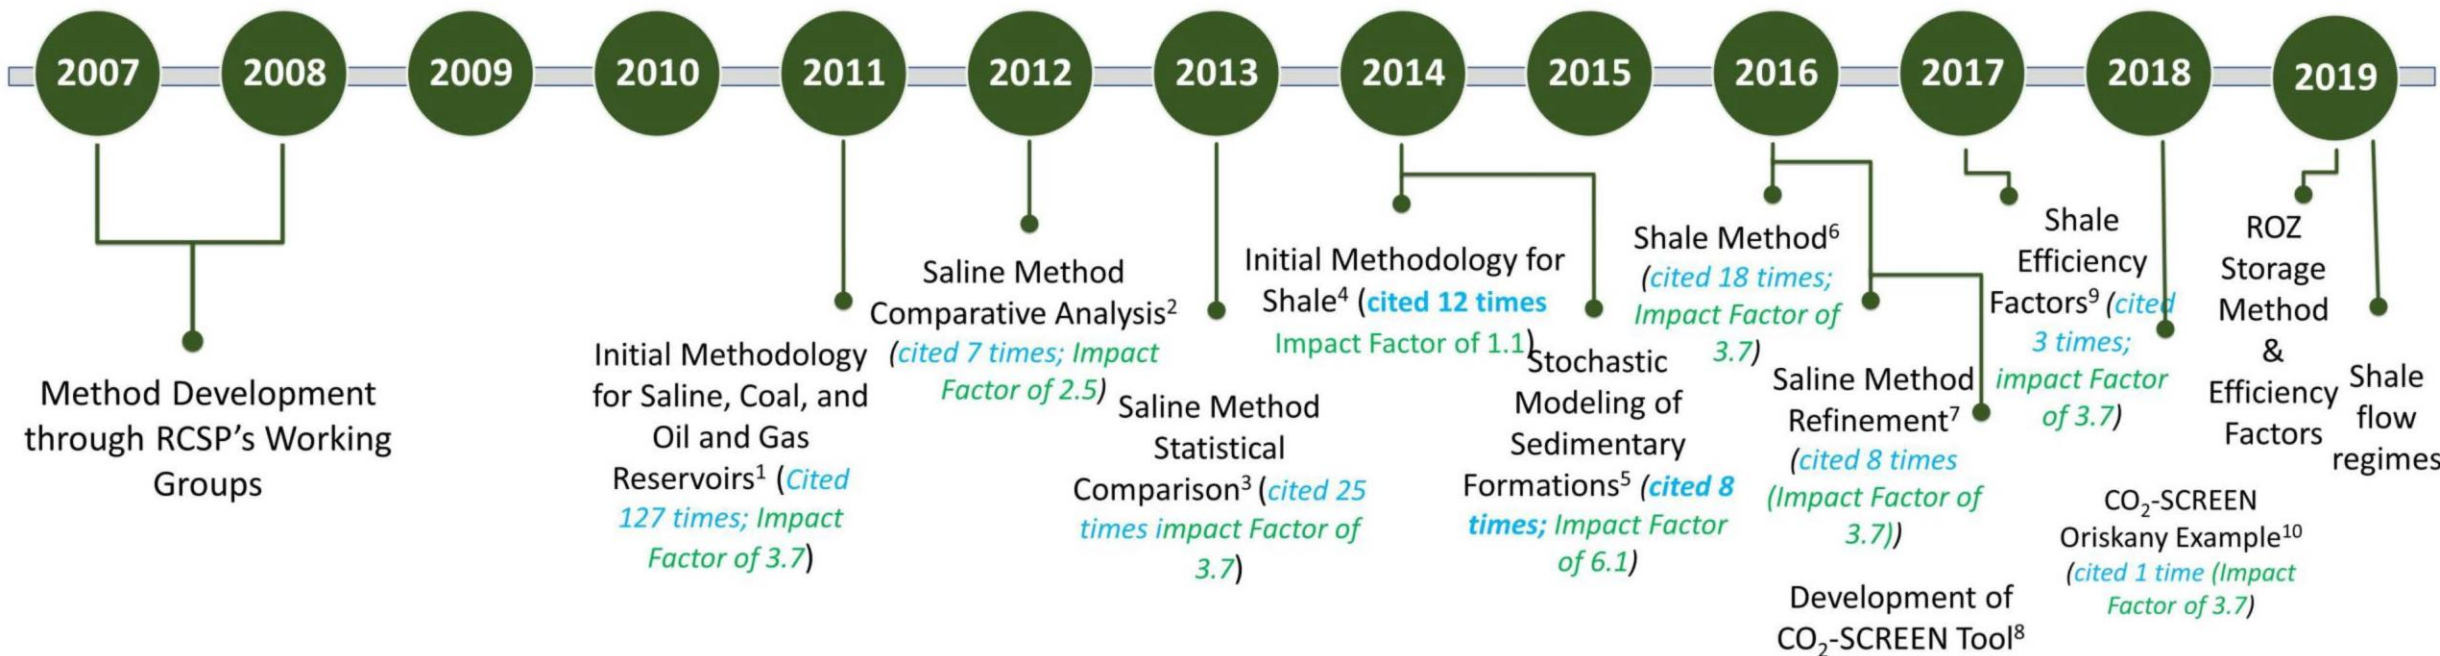 2007
2008
2009
2010
2011
2012
2013
2014
2015
2016
2017
2018
2019
Method Development
through RCSP’s Working
Groups
Initial Methodology
for Saline, Coal, and
Oil and Gas
Reservoirs¹ (Cited
127 times; Impact
Factor of 3.7)
Saline Method
Comparative Analysis²
(cited 7 times; Impact
Factor of 2.5)
Saline Method
Statistical
Comparison³ (cited 25
times impact Factor of
3.7)
Initial Methodology for
Shale⁴ (cited 12 times
Impact Factor of 1.1)
Stochastic
Modeling of
Sedimentary
Formations⁵ (cited 8
times; Impact Factor
of 6.1)
Shale Method⁶
(cited 18 times;
Impact Factor of
3.7)
Saline Method
Refinement⁷
(cited 8 times
(Impact Factor of
3.7))
Development of
CO₂-SCREEN Tool⁸
Shale
Efficiency
Factors⁹ (cited
3 times;
impact Factor
of 3.7)
CO₂-SCREEN
Oriskany Example¹⁰
(cited 1 time (Impact
Factor of 3.7)
ROZ
Storage
Method
&
Efficiency
Factors
Shale
flow
regimes